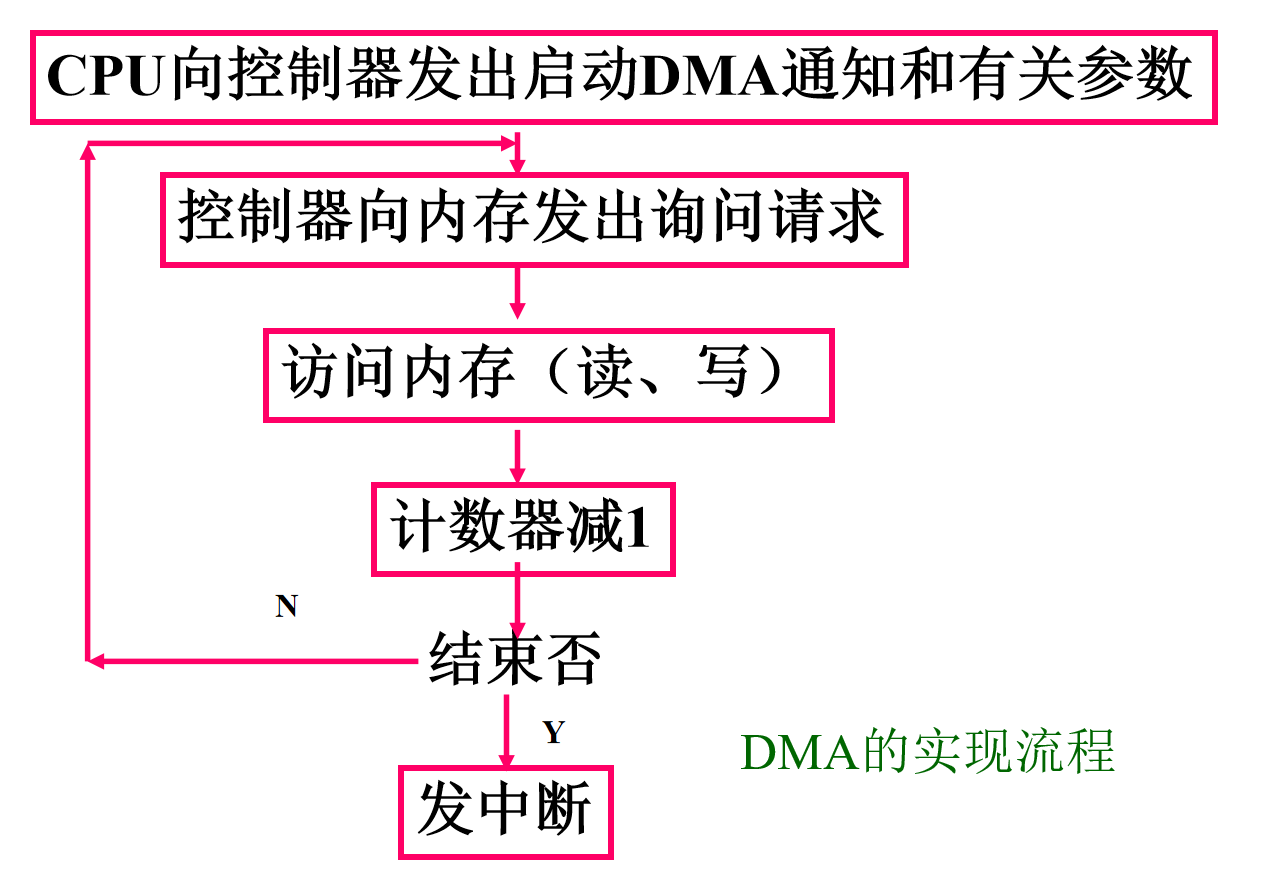 CPU向控制器发出启动DMA通知和有关参数
控制器向内存发出询问请求
访问内存（读、写）
计数器减1
N
结束否
Y
DMA的实现流程
发中断